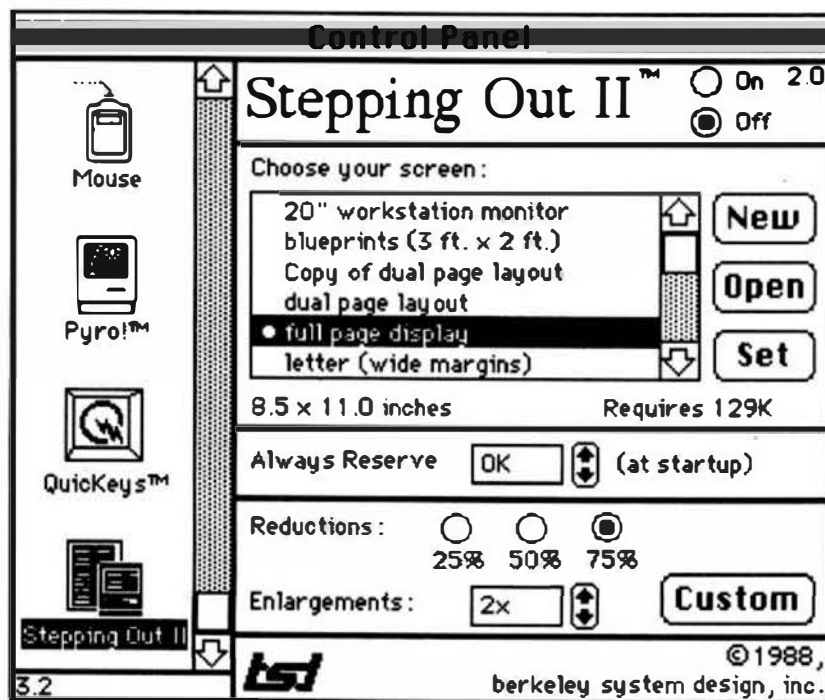 Control Panel
Mouse
Pyro!™
QuicKeys™
Stepping Out II
3.2
Stepping Out II™
On 2.0
Off
Choose your screen:
20" workstation monitor
blueprints (3 ft. x 2 ft.)
Copy of dual page layout
dual page layout
full page display
letter (wide margins)
New
Open
Set
8.5 x 11.0 inches Requires 129K
Always Reserve 0K (at startup)
Reductions:
25% 50% 75%
Enlargements: 2x
Custom
bsd
©1988,
berkeley system design, inc.